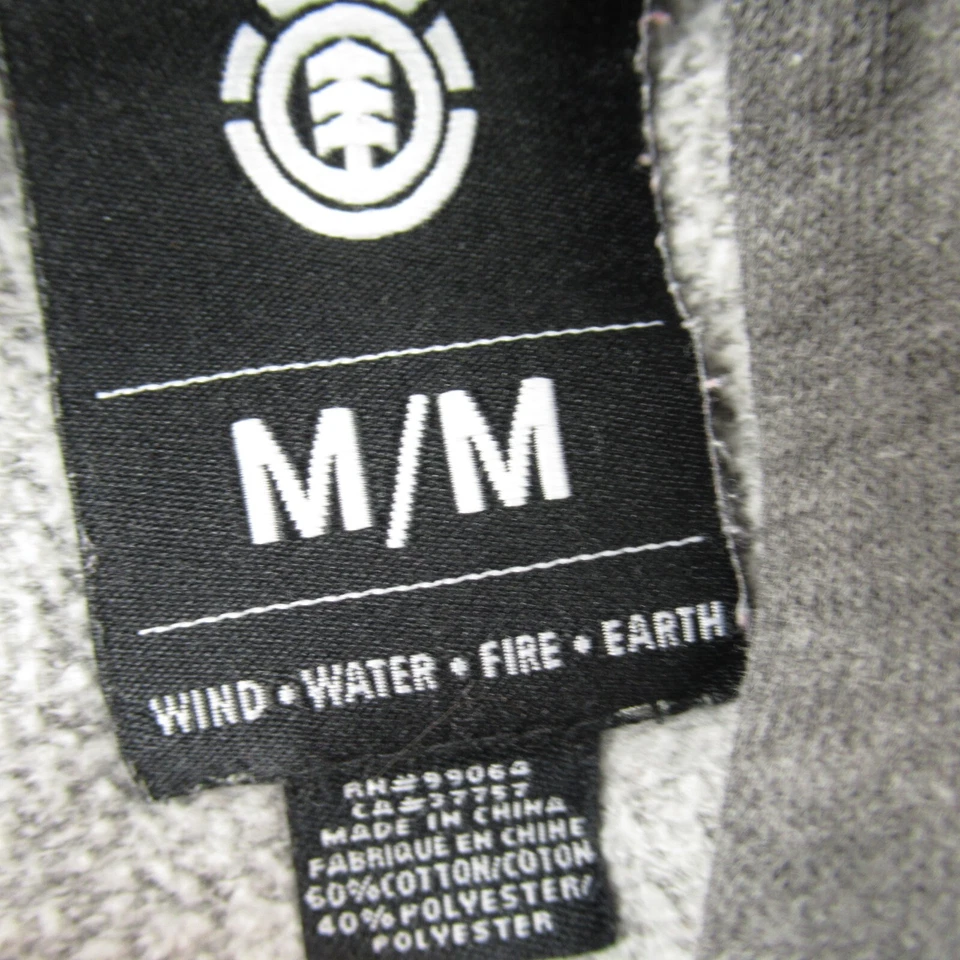 M/M
WIND • WATER • FIRE • EARTH
RN#99064
CA#37757
MADE IN CHINA
FABRIQUE EN CHINE
60%COTTON/COTON
40%POLYESTER/
POLYESTER